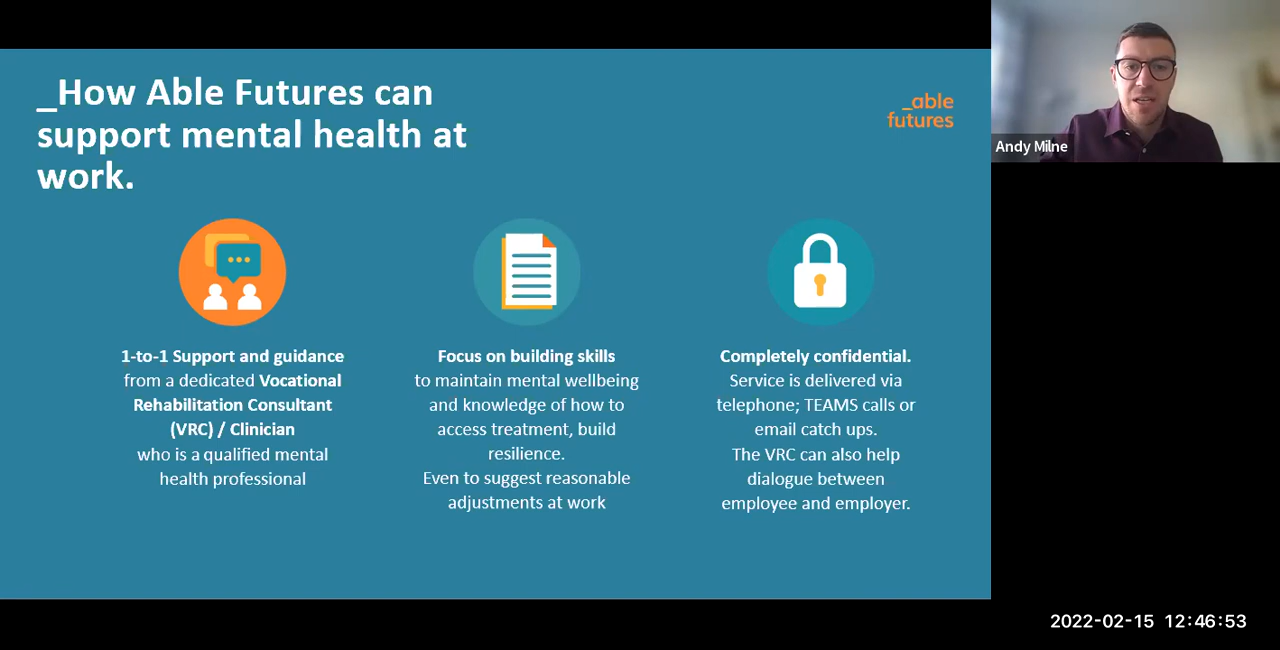 _How Able Futures can
support mental health at
work.
_able
futures
Andy Milne
1-to-1 Support and guidance
from a dedicated Vocational
Rehabilitation Consultant
(VRC) / Clinician
who is a qualified mental
health professional
Focus on building skills
to maintain mental wellbeing
and knowledge of how to
access treatment, build
resilience.
Even to suggest reasonable
adjustments at work
Completely confidential.
Service is delivered via
telephone; TEAMS calls or
email catch ups.
The VRC can also help
dialogue between
employee and employer.
2022-02-15 12:46:53